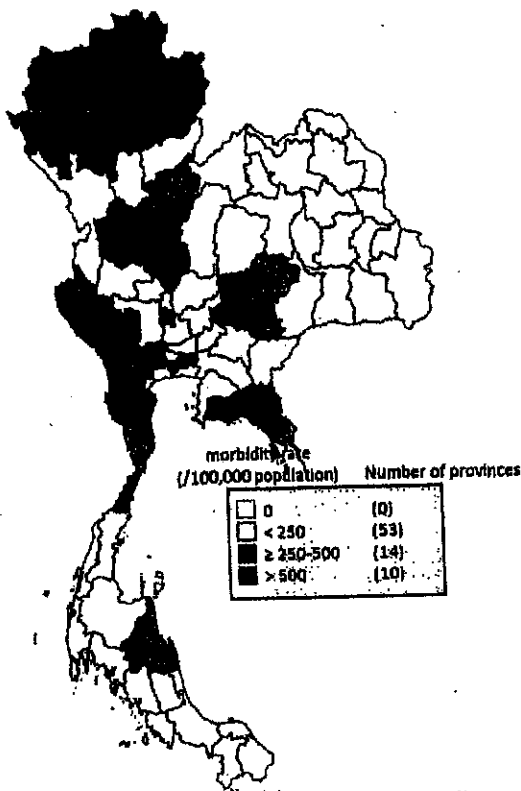 morbidity rate
(/100,000 population) Number of provinces
0 (0)
< 250 (53)
≥ 250-500 (14)
> 500 (10)